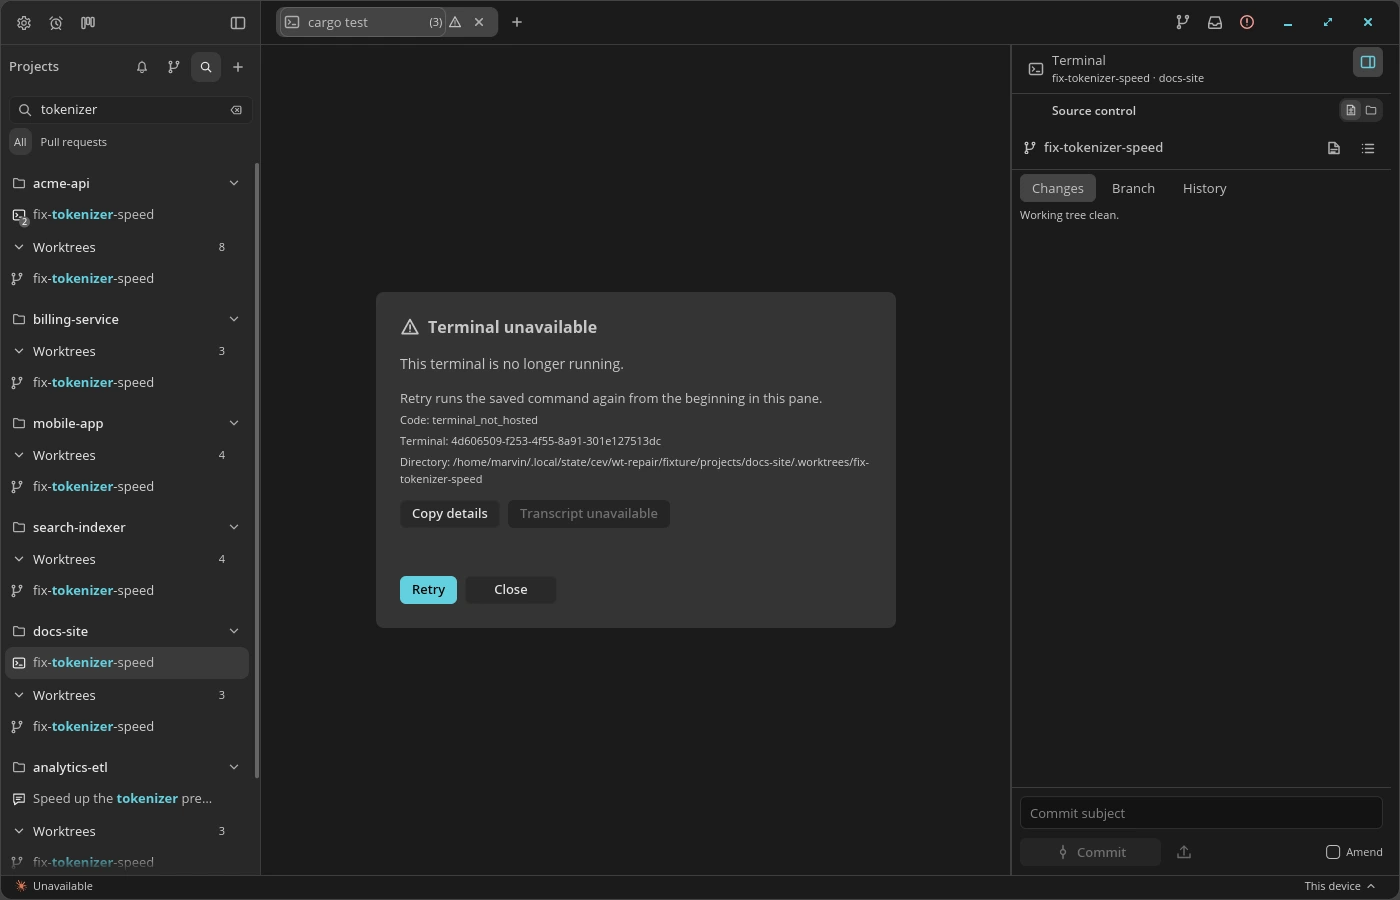 cargo test (3)
Projects
tokenizer
All Pull requests
acme-api
fix-tokenizer-speed
2
Worktrees 8
fix-tokenizer-speed
billing-service
Worktrees 3
fix-tokenizer-speed
mobile-app
Worktrees 4
fix-tokenizer-speed
search-indexer
Worktrees 4
fix-tokenizer-speed
docs-site
fix-tokenizer-speed
Worktrees 3
fix-tokenizer-speed
analytics-etl
Speed up the tokenizer pre...
Worktrees 3
fix-tokenizer-speed
Terminal unavailable
This terminal is no longer running.
Retry runs the saved command again from the beginning in this pane.
Code: terminal_not_hosted
Terminal: 4d606509-f253-4f55-8a91-301e127513dc
Directory: /home/marvin/.local/state/cev/wt-repair/fixture/projects/docs-site/.worktrees/fix-
tokenizer-speed
Copy details Transcript unavailable
Retry Close
Terminal
fix-tokenizer-speed · docs-site
Source control
fix-tokenizer-speed
Changes Branch History
Working tree clean.
Commit subject
Commit Amend
Unavailable This device